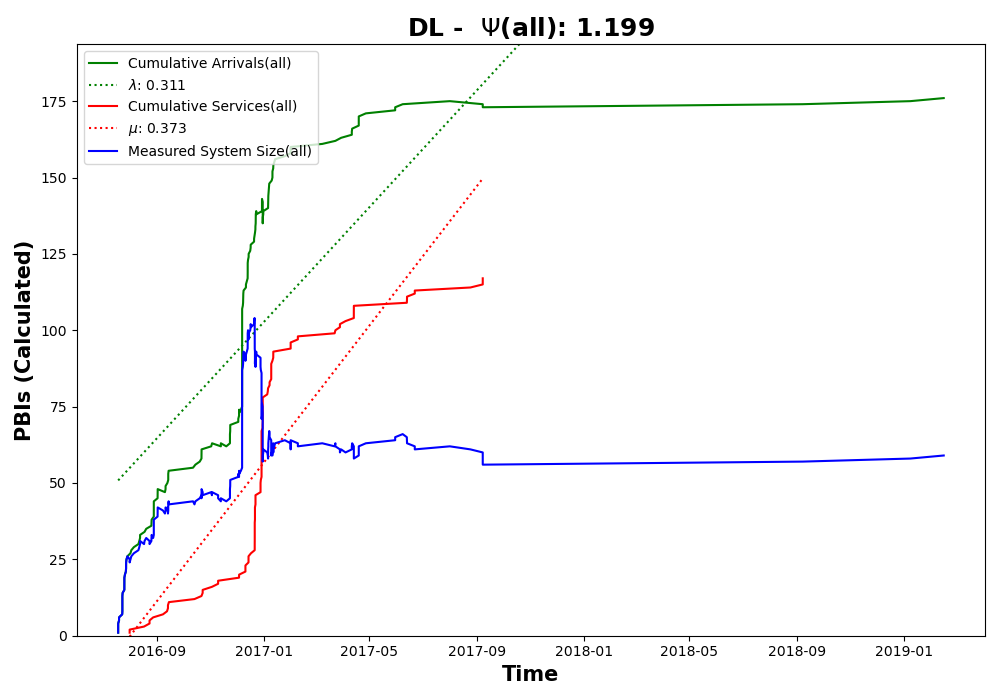 DL - Ψ(all): 1.199
Cumulative Arrivals(all)
λ: 0.311
Cumulative Services(all)
μ: 0.373
Measured System Size(all)
PBIs (Calculated)
175
150
125
100
75
50
25
0
2016-09 2017-01 2017-05 2017-09 2018-01 2018-05 2018-09 2019-01
Time